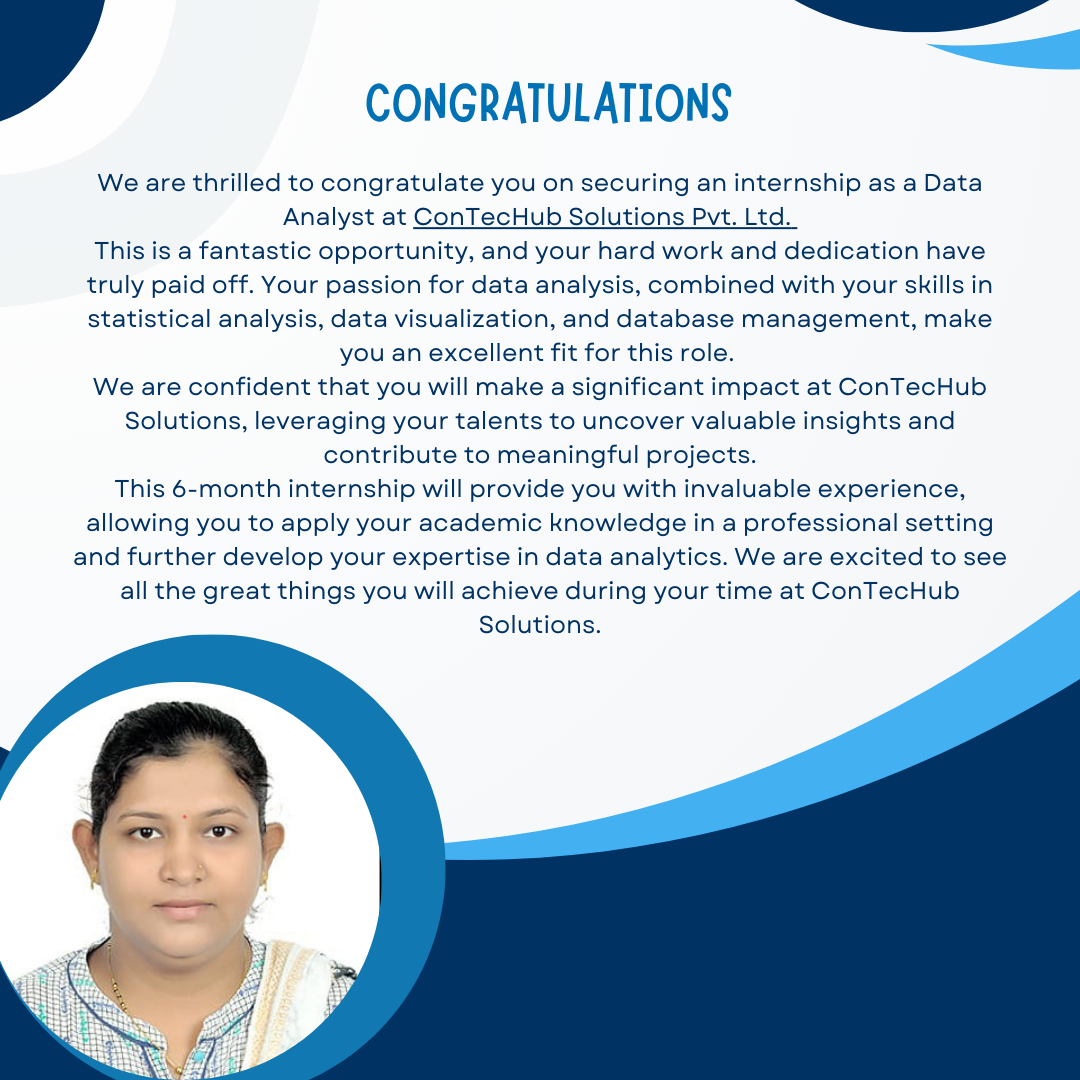 CONGRATULATIONS
We are thrilled to congratulate you on securing an internship as a Data
Analyst at ConTecHub Solutions Pvt. Ltd.
This is a fantastic opportunity, and your hard work and dedication have
truly paid off. Your passion for data analysis, combined with your skills in
statistical analysis, data visualization, and database management, make
you an excellent fit for this role.
We are confident that you will make a significant impact at ConTecHub
Solutions, leveraging your talents to uncover valuable insights and
contribute to meaningful projects.
This 6-month internship will provide you with invaluable experience,
allowing you to apply your academic knowledge in a professional setting
and further develop your expertise in data analytics. We are excited to see
all the great things you will achieve during your time at ConTecHub
Solutions.